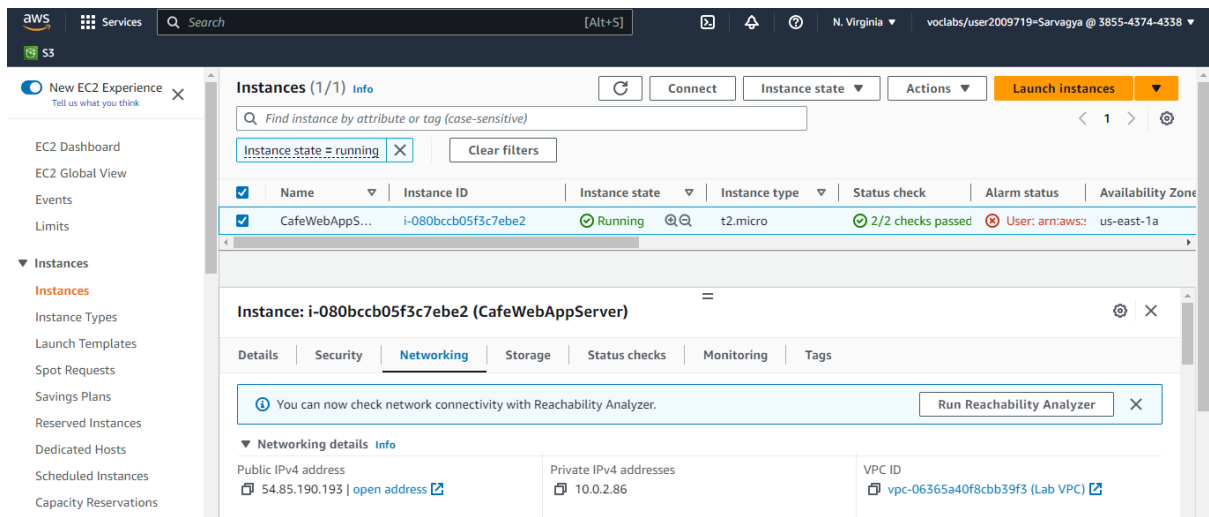 aws Services Search [Alt+S] N. Virginia voclabs/user2009719=Sarvagya @ 3855-4374-4338
S3
New EC2 Experience
Tell us what you think
EC2 Dashboard
EC2 Global View
Events
Limits
Instances
Instances
Instance Types
Launch Templates
Spot Requests
Savings Plans
Reserved Instances
Dedicated Hosts
Scheduled Instances
Capacity Reservations
Instances (1/1) Info Connect Instance state Actions Launch instances
Find instance by attribute or tag (case-sensitive) 1
Instance state = running Clear filters
Name Instance ID Instance state Instance type Status check Alarm status Availability Zone
CafeWebAppS... i-080bccb05f3c7ebe2 Running t2.micro 2/2 checks passed User: arn:aws:s us-east-1a
Instance: i-080bccb05f3c7ebe2 (CafeWebAppServer)
Details Security Networking Storage Status checks Monitoring Tags
You can now check network connectivity with Reachability Analyzer. Run Reachability Analyzer
Networking details Info
Public IPv4 address Private IPv4 addresses VPC ID
54.85.190.193 | open address 10.0.2.86 vpc-06365a40f8cbb39f3 (Lab VPC)